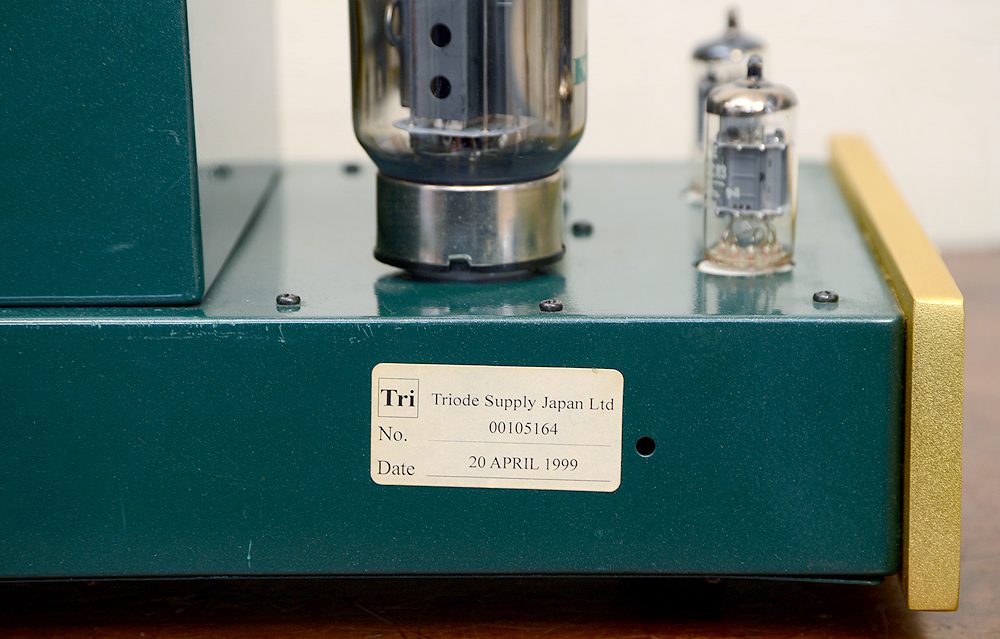 Tri
Triode Supply Japan Ltd
No. 00105164
Date 20 APRIL 1999